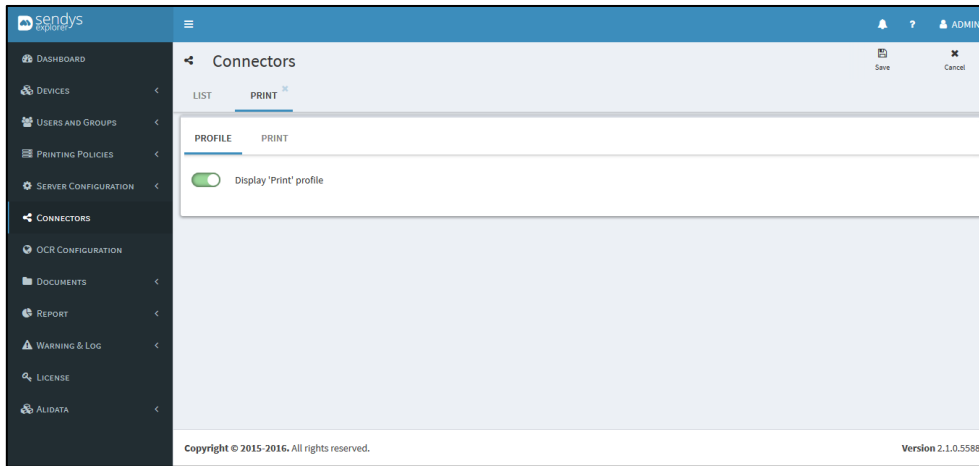 sendys
explorer
ADMIN
DASHBOARD
DEVICES
USERS AND GROUPS
PRINTING POLICIES
SERVER CONFIGURATION
CONNECTORS
OCR CONFIGURATION
DOCUMENTS
REPORT
WARNING & LOG
LICENSE
ALIDATA
Connectors
Save
Cancel
LIST
PRINT
PROFILE
PRINT
Display 'Print' profile
Copyright © 2015-2016. All rights reserved.
Version 2.1.0.5588